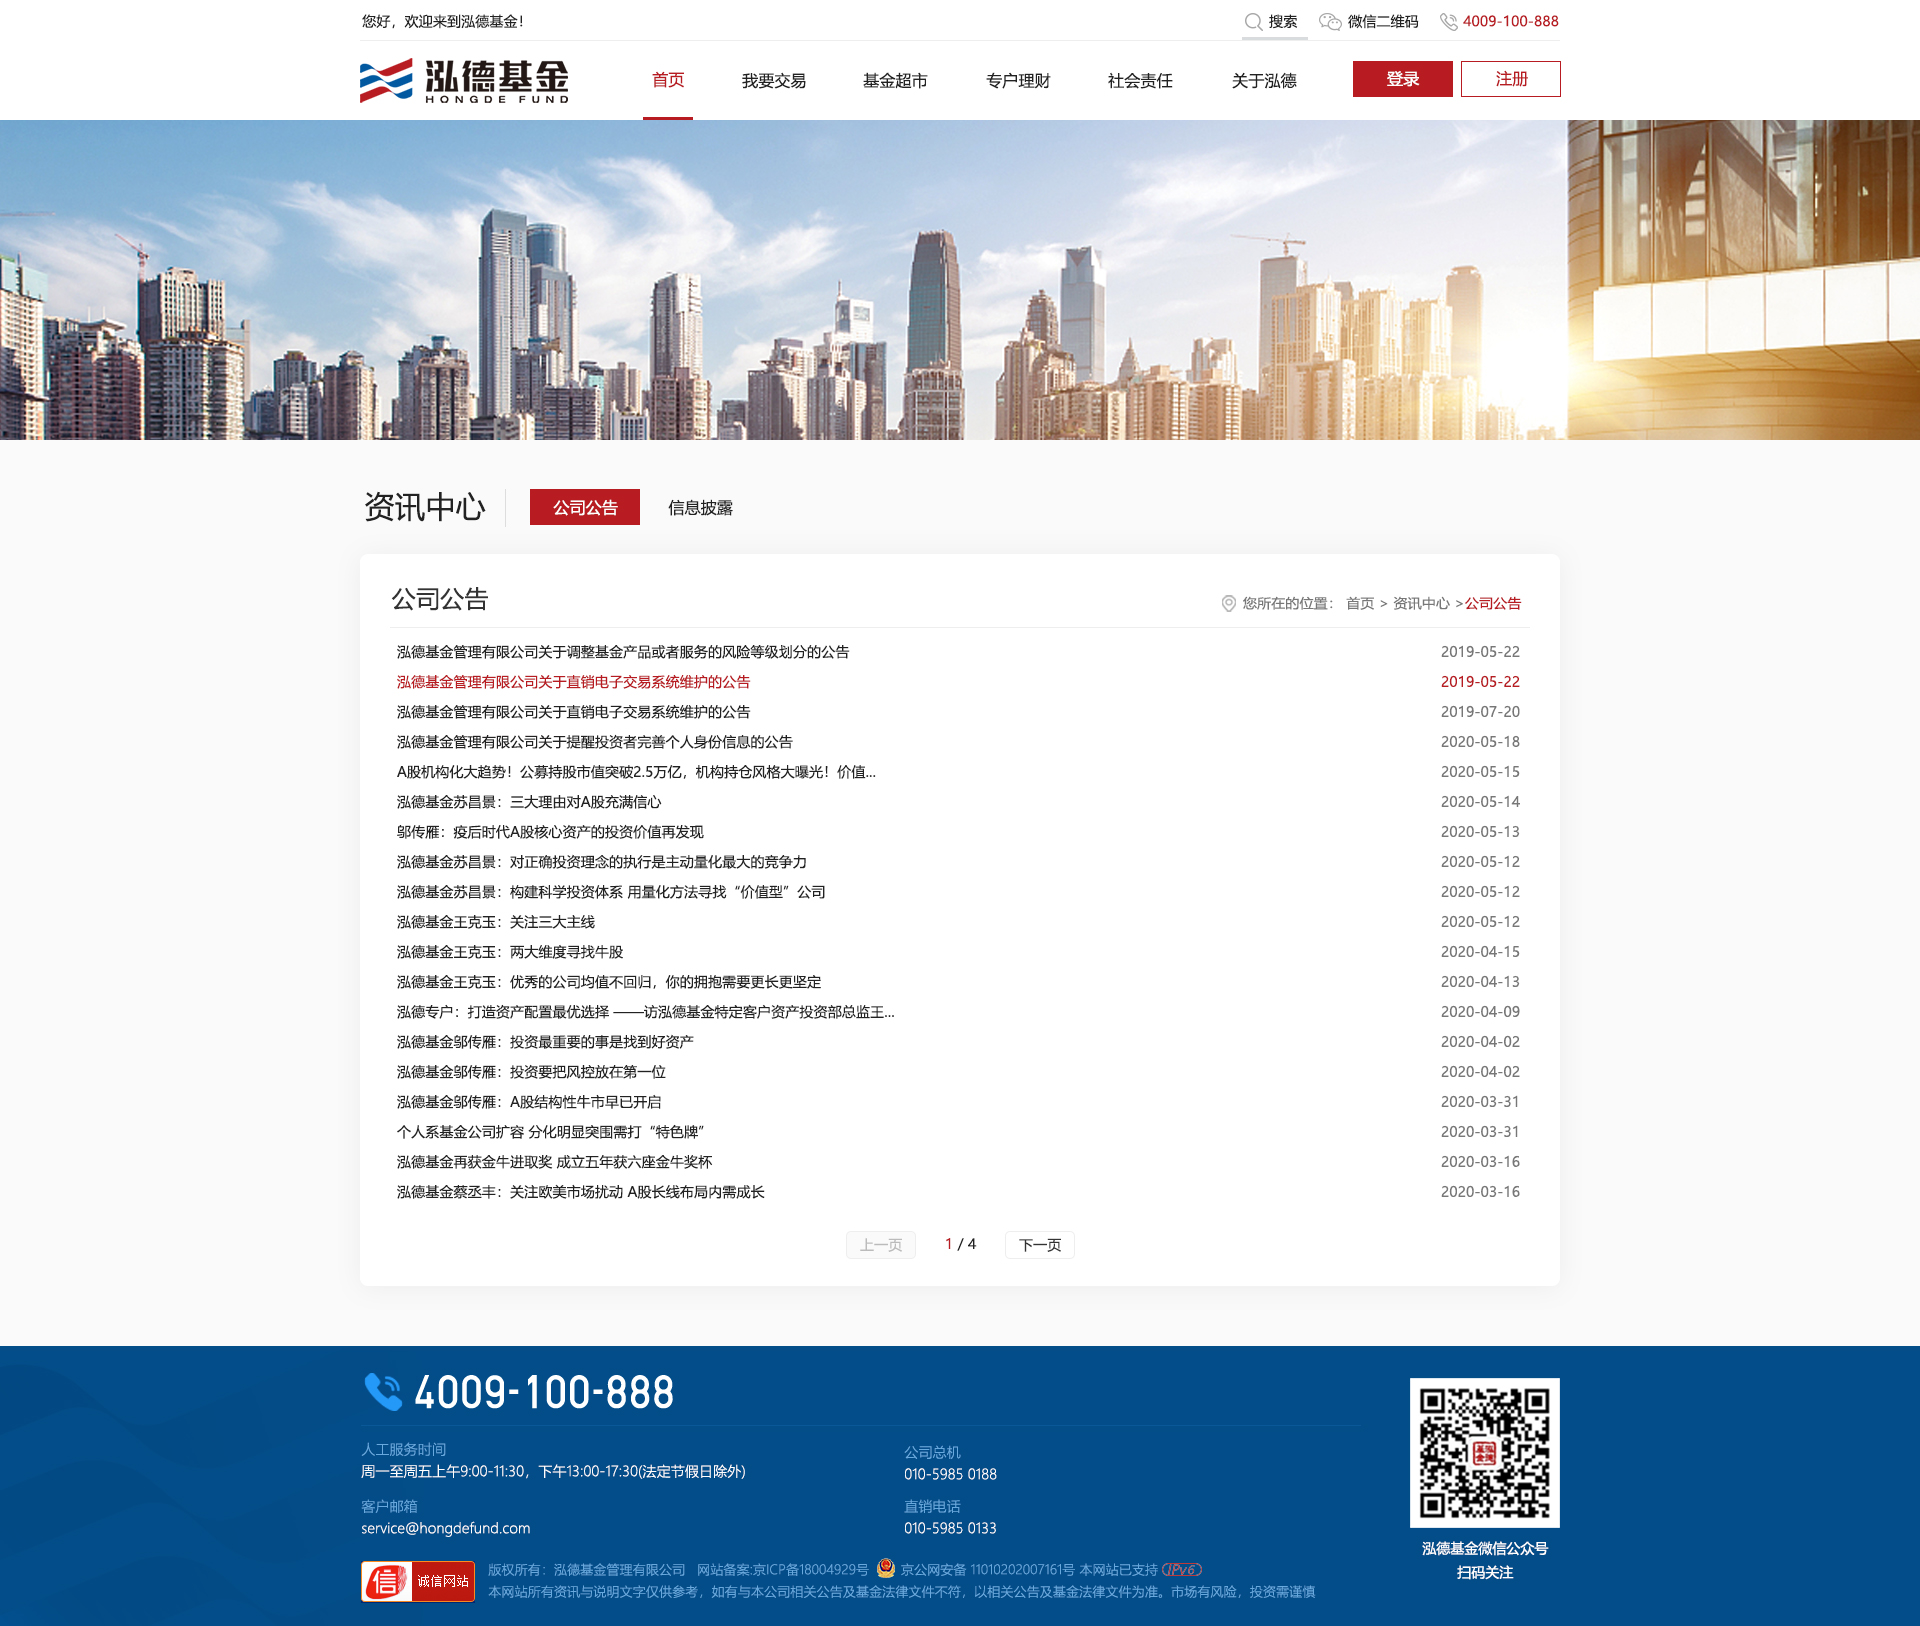 您好，欢迎来到泓德基金！
搜索
微信二维码
4009-100-888
泓德基金
HONGDE FUND
首页
我要交易
基金超市
专户理财
社会责任
关于泓德
登录
注册
资讯中心
公司公告
信息披露
公司公告
您所在的位置： 首页 > 资讯中心 >公司公告
泓德基金管理有限公司关于调整基金产品或者服务的风险等级划分的公告 2019-05-22
泓德基金管理有限公司关于直销电子交易系统维护的公告 2019-05-22
泓德基金管理有限公司关于直销电子交易系统维护的公告 2019-07-20
泓德基金管理有限公司关于提醒投资者完善个人身份信息的公告 2020-05-18
A股机构化大趋势！公募持股市值突破2.5万亿，机构持仓风格大曝光！价值... 2020-05-15
泓德基金苏昌景：三大理由对A股充满信心 2020-05-14
邬传雁：疫后时代A股核心资产的投资价值再发现 2020-05-13
泓德基金苏昌景：对正确投资理念的执行是主动量化最大的竞争力 2020-05-12
泓德基金苏昌景：构建科学投资体系 用量化方法寻找“价值型”公司 2020-05-12
泓德基金王克玉：关注三大主线 2020-05-12
泓德基金王克玉：两大维度寻找牛股 2020-04-15
泓德基金王克玉：优秀的公司均值不回归，你的拥抱需要更长更坚定 2020-04-13
泓德专户：打造资产配置最优选择 ——访泓德基金特定客户资产投资部总监王... 2020-04-09
泓德基金邬传雁：投资最重要的事是找到好资产 2020-04-02
泓德基金邬传雁：投资要把风控放在第一位 2020-04-02
泓德基金邬传雁：A股结构性牛市早已开启 2020-03-31
个人系基金公司扩容 分化明显突围需打“特色牌” 2020-03-31
泓德基金再获金牛进取奖 成立五年获六座金牛奖杯 2020-03-16
泓德基金蔡丞丰：关注欧美市场扰动 A股长线布局内需成长 2020-03-16
上一页
1 / 4
下一页
4009-100-888
人工服务时间
周一至周五上午9:00-11:30，下午13:00-17:30(法定节假日除外)
公司总机
010-5985 0188
客户邮箱
service@hongdefund.com
直销电话
010-5985 0133
泓德基金微信公众号
扫码关注
信 诚信网站
版权所有：泓德基金管理有限公司 网站备案:京ICP备18004929号 京公网安备 11010202007161号 本网站已支持 IPv6
本网站所有资讯与说明文字仅供参考，如有与本公司相关公告及基金法律文件不符，以相关公告及基金法律文件为准。市场有风险，投资需谨慎